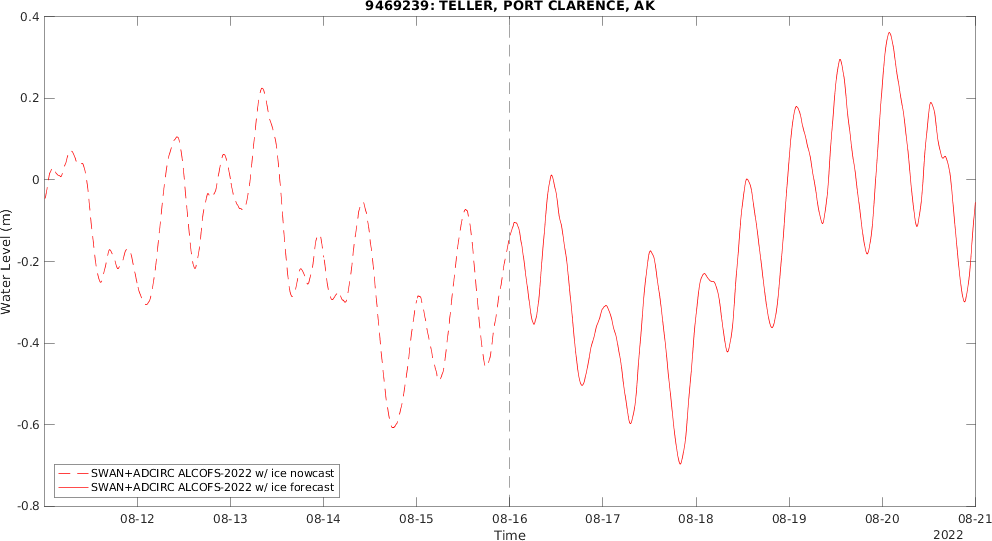 9469239: TELLER, PORT CLARENCE, AK
0.4
0.2
0
-0.2
-0.4
-0.6
-0.8
Water Level (m)
SWAN+ADCIRC ALCOFS-2022 w/ ice nowcast
SWAN+ADCIRC ALCOFS-2022 w/ ice forecast
08-12 08-13 08-14 08-15 08-16 08-17 08-18 08-19 08-20 08-21
Time
2022